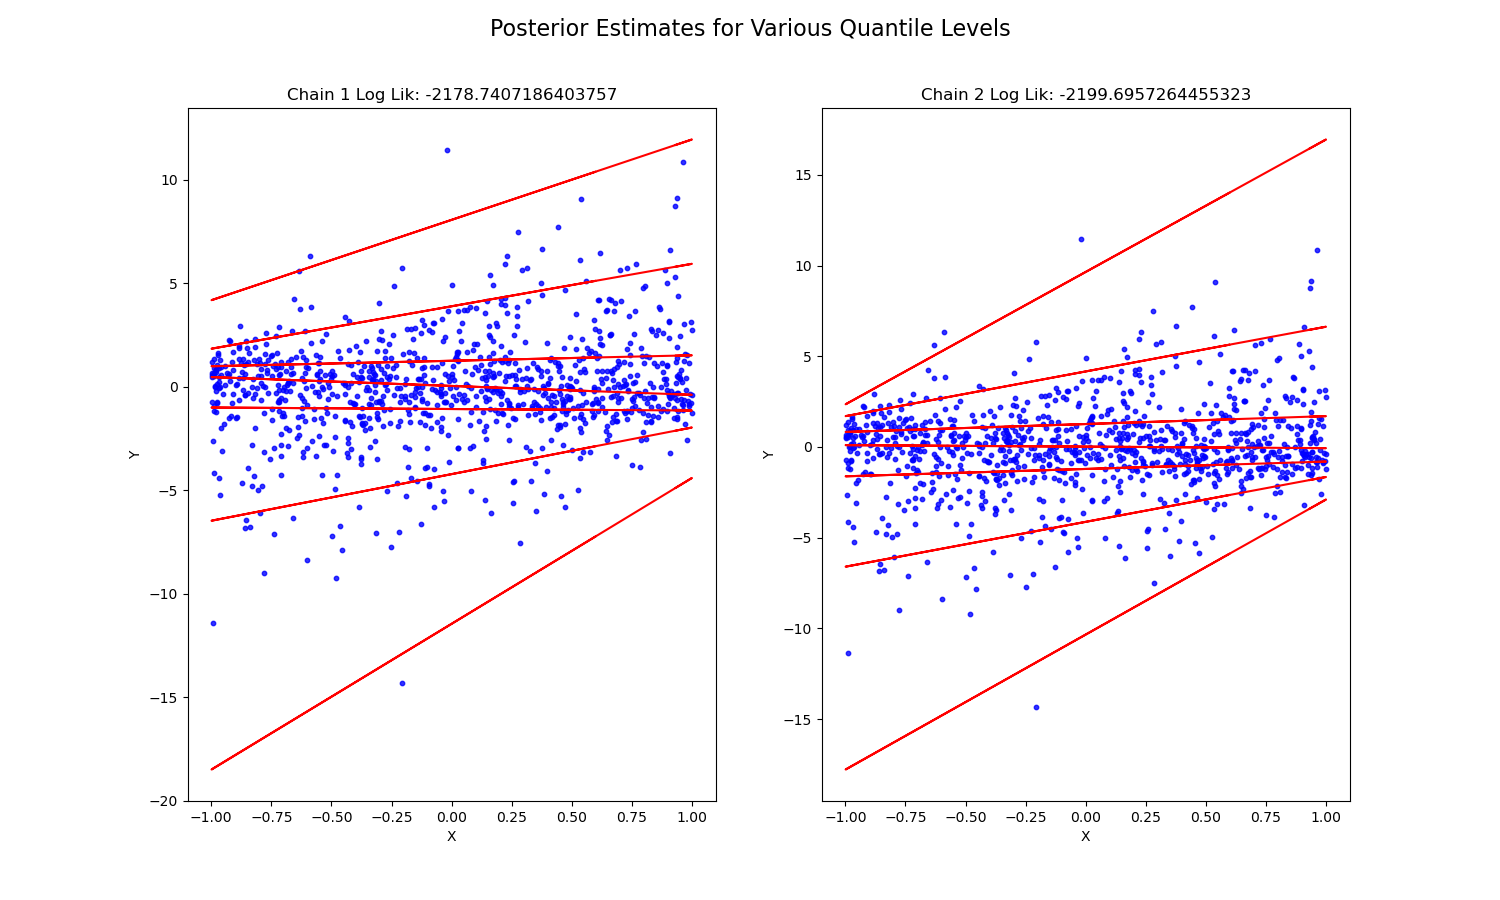 Posterior Estimates for Various Quantile Levels
Chain 1 Log Lik: -2178.7407186403757
Y
10
5
0
−5
−10
−15
−20
−1.00 −0.75 −0.50 −0.25 0.00 0.25 0.50 0.75 1.00
X
Chain 2 Log Lik: -2199.6957264455323
Y
15
10
5
0
−5
−10
−15
−1.00 −0.75 −0.50 −0.25 0.00 0.25 0.50 0.75 1.00
X